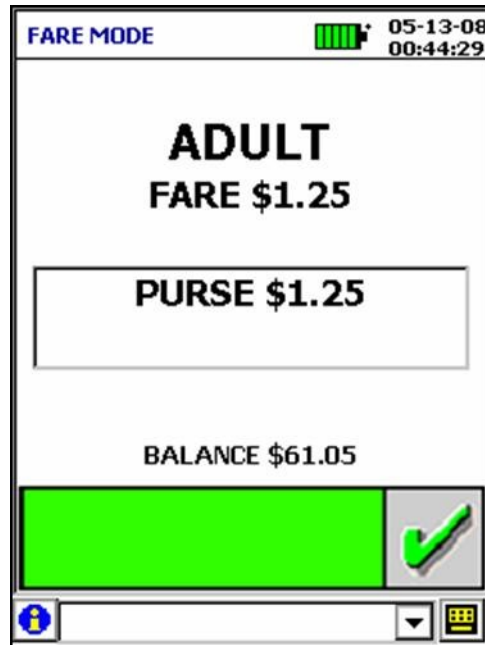 FARE MODE
05-13-08
00:44:29
ADULT
FARE $1.25
PURSE $1.25
BALANCE $61.05